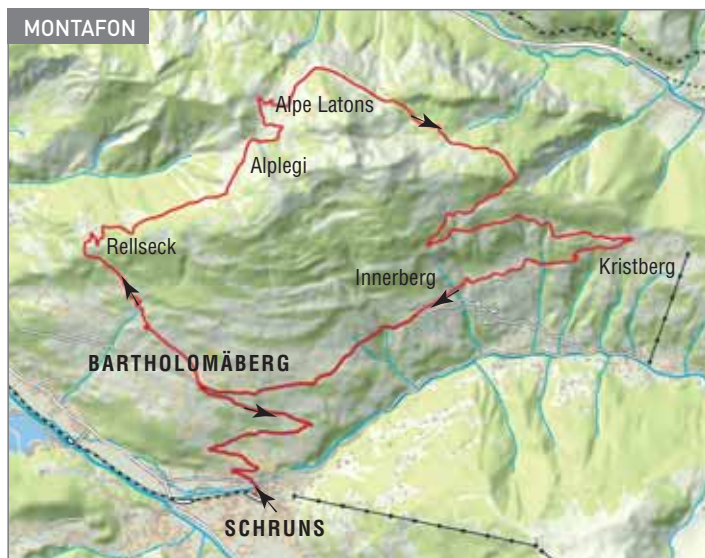 MONTAFON
Alpe Latons
Alplegi
Rellseck
Innerberg
Kristberg
BARTHOLOMÄBERG
SCHRUNS